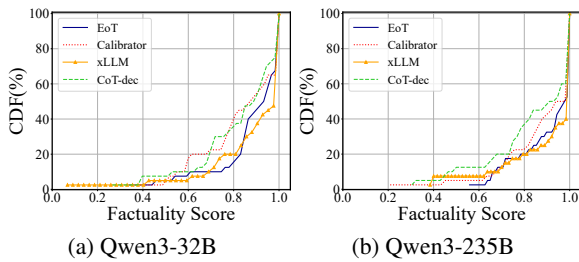 EoT
Calibrator
xLLM
CoT-dec
CDF(%)
100
80
60
40
20
0
0.0 0.2 0.4 0.6 0.8 1.0
Factuality Score
(a) Qwen3-32B
EoT
Calibrator
xLLM
CoT-dec
CDF(%)
100
80
60
40
20
0
0.2 0.4 0.6 0.8 1.0
Factuality Score
(b) Qwen3-235B